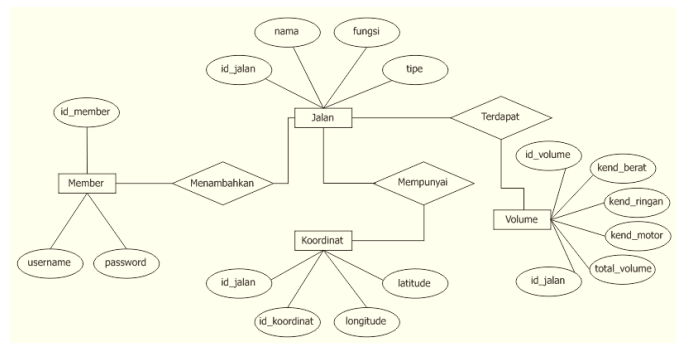 nama
fungsi
id_jalan
tipe
id_member
Jalan
Terdapat
id_volume
kend_berat
Member
Menambahkan
Mempunyai
kend_ringan
Volume
kend_motor
Koordinat
username
password
id_jalan
latitude
total_volume
id_jalan
id_koordinat
longitude